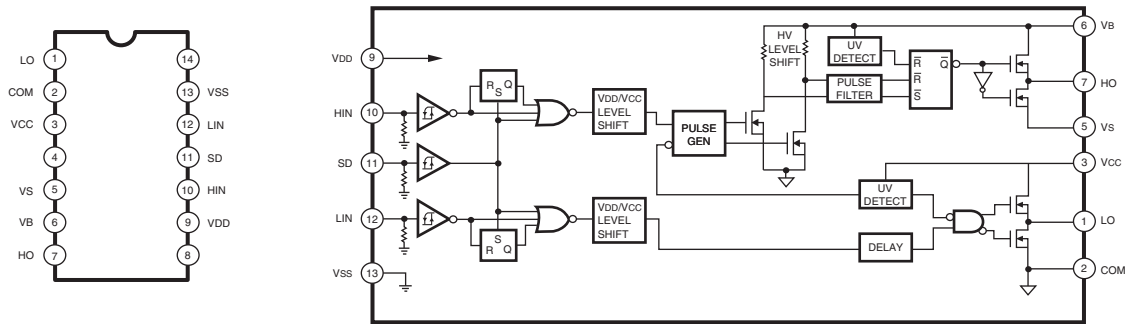 LO 1 14
COM 2 13 VSS
VCC 3 12 LIN
4 11 SD
VS 5 10 HIN
VB 6 9 VDD
HO 7 8
VDD 9
HIN 10
SD 11
LIN 12
VSS 13
R S Q
S
R Q
VDD/VCC
LEVEL
SHIFT
VDD/VCC
LEVEL
SHIFT
PULSE
GEN
HV
LEVEL
SHIFT
UV
DETECT
PULSE
FILTER
R Q
R
S
UV
DETECT
DELAY
6 VB
7 HO
5 VS
3 VCC
1 LO
2 COM